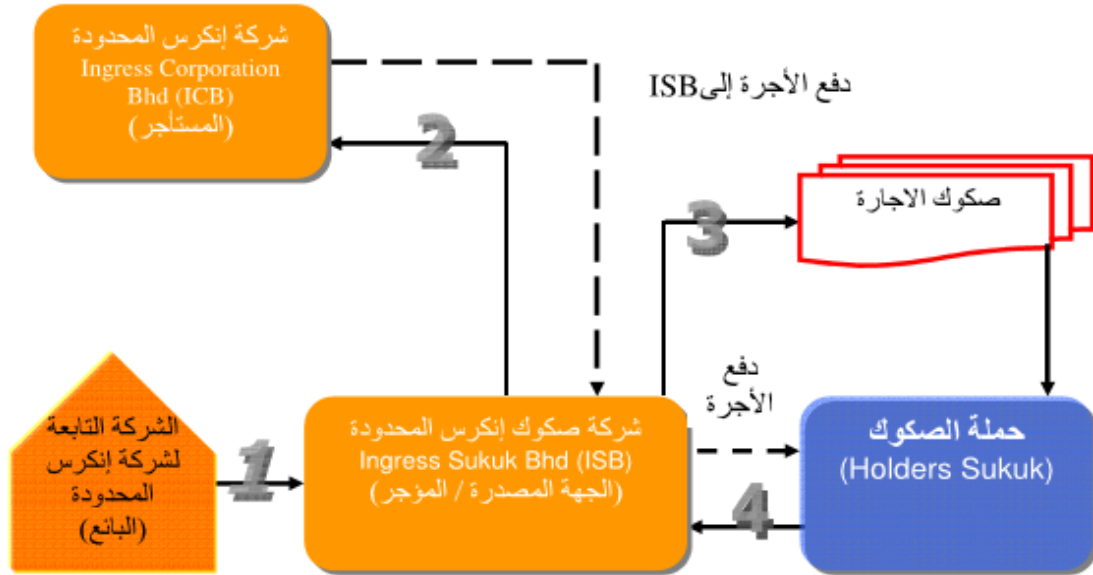 شركة إنكرس المحدودة
Ingress Corporation
Bhd (ICB)
(المستأجر)
دفع الأجرة إلىISB
2
3
صكوك الاجارة
الشركة التابعة
لشركة إنكرس
المحدودة
(البائع)
1
شركة صكوك إنكرس المحدودة
Ingress Sukuk Bhd (ISB)
(الجهة المصدرة / المؤجر)
دفع
الأجرة
4
حملة الصكوك
(Holders Sukuk)